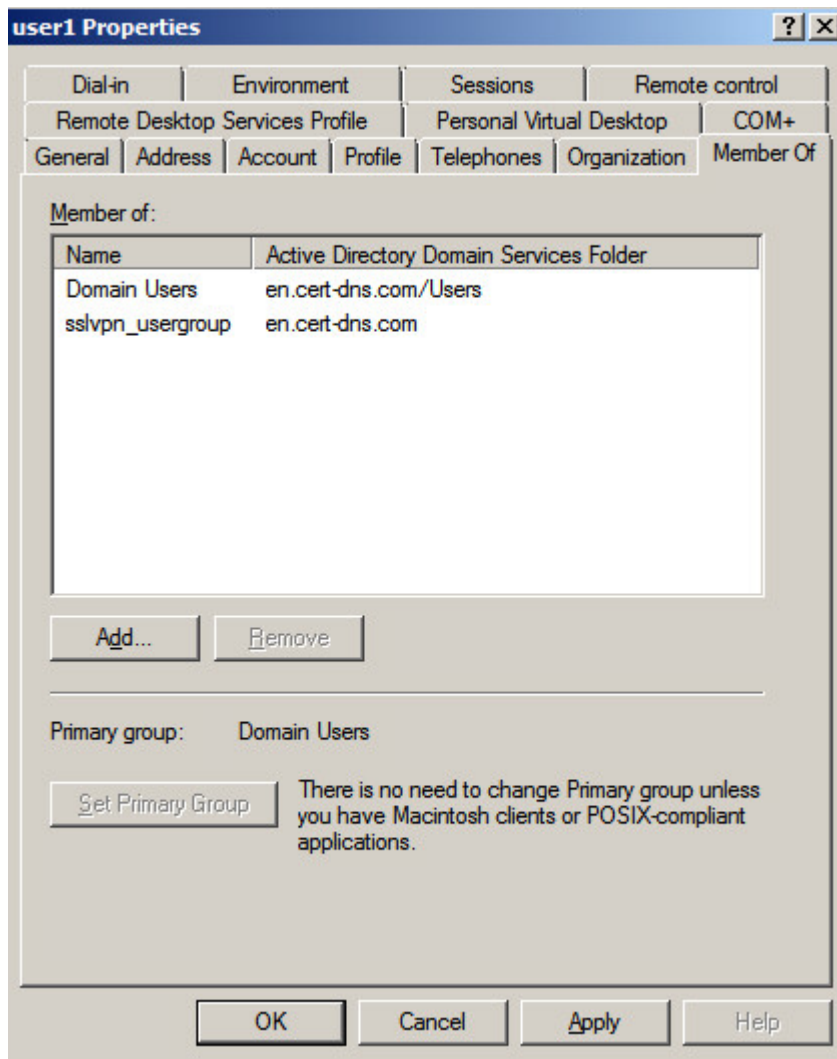 user1 Properties
Dial-in Environment Sessions Remote control
Remote Desktop Services Profile Personal Virtual Desktop COM+
General Address Account Profile Telephones Organization Member Of
Member of:
Name Active Directory Domain Services Folder
Domain Users en.cert-dns.com/Users
sslvpn_usergroup en.cert-dns.com
Add... Remove
Primary group: Domain Users
Set Primary Group
There is no need to change Primary group unless
you have Macintosh clients or POSIX-compliant
applications.
OK Cancel Apply Help